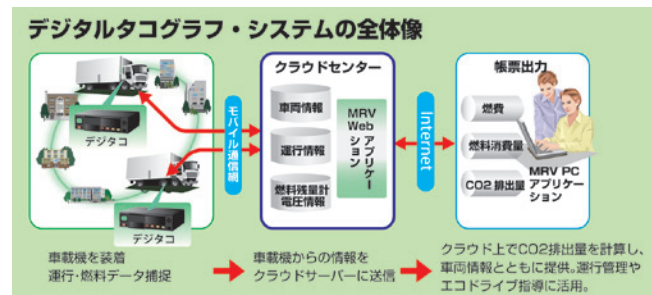 デジタルタコグラフ・システムの全体像
デジタコ
デジタコ
モバイル通信網
クラウドセンター
車両情報
運行情報
燃料残量計
電圧情報
MRV
Web
アプリケーション
Internet
帳票出力
燃費
燃料消費量
CO2 排出量
MRV PC
アプリケー
ション
車載機を装着
運行・燃料データ捕捉
車載機からの情報を
クラウドサーバーに送信
クラウド上でCO2排出量を計算し、
車両情報とともに提供。運行管理や
エコドライブ指導に活用。